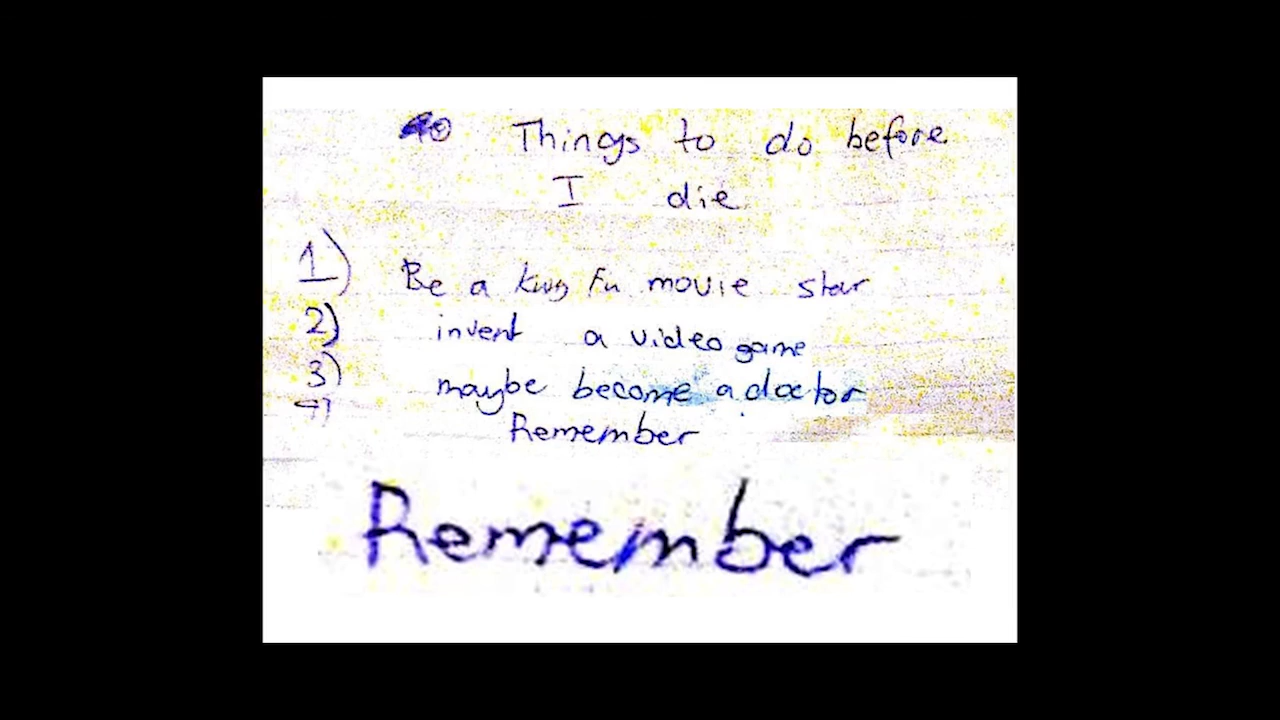 40 Things to do before
I die
1) Be a kung fu movie star
2) invent a video game
3) maybe become a doctor
Remember
Remember